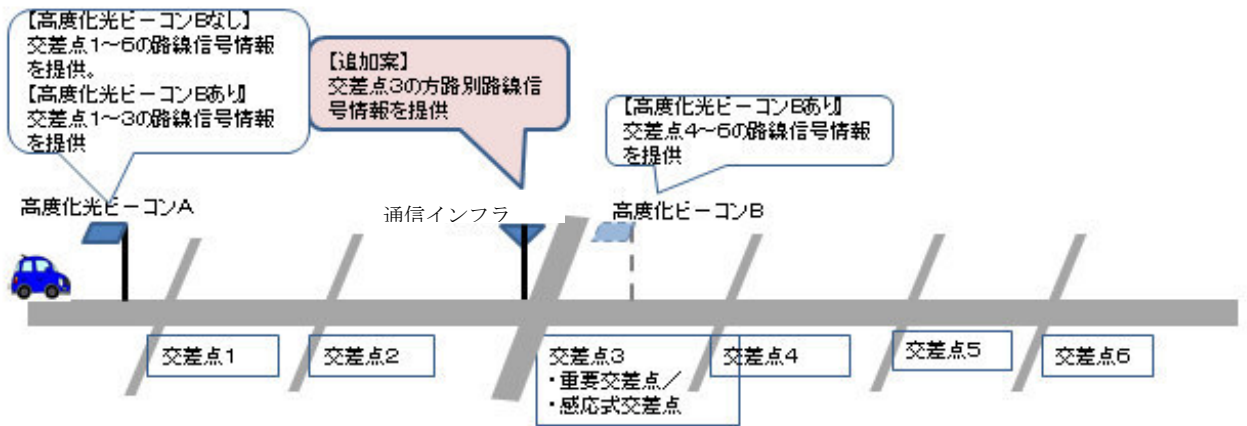 【高度化光ビーコンBなし】
交差点1～6の路線信号情報
を提供。
【高度化光ビーコンBあり】
交差点1～3の路線信号情報
を提供
【追加案】
交差点3の方路別路線信
号情報を提供
【高度化光ビーコンBあり】
交差点4～6の路線信号情報
を提供
高度化光ビーコンA
通信インフラ
高度化ビーコンB
交差点1
交差点2
交差点3
・重要交差点／
・感応式交差点
交差点4
交差点5
交差点6